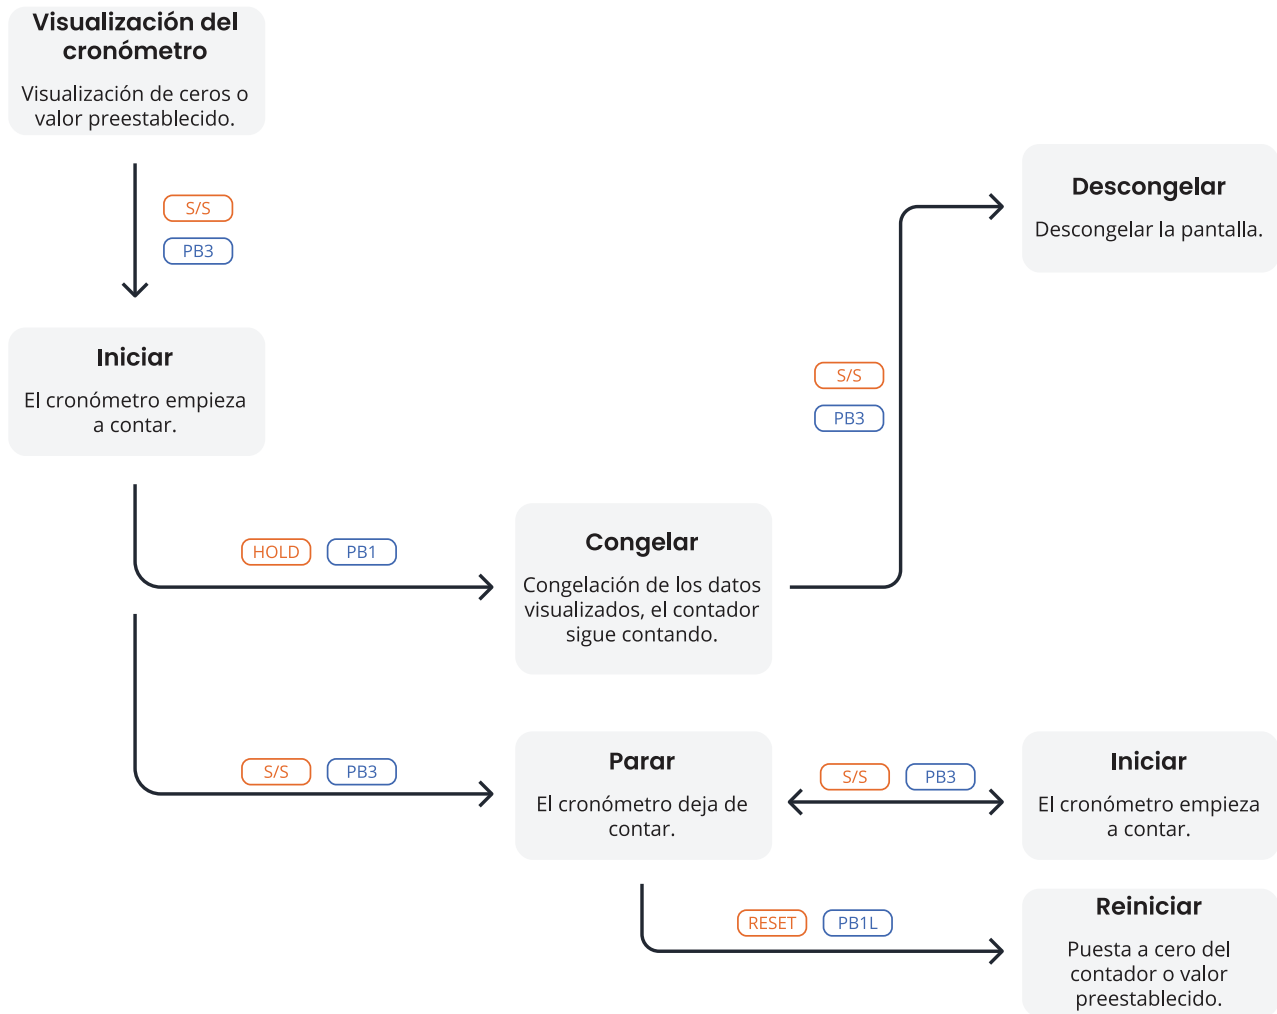 Visualización del
cronómetro
Visualización de ceros o
valor preestablecido.
S/S
PB3
Iniciar
El cronómetro empieza
a contar.
HOLD PB1
Congelar
Congelación de los datos
visualizados, el contador
sigue contando.
S/S
PB3
Descongelar
Descongelar la pantalla.
S/S PB3
Parar
El cronómetro deja de
contar.
S/S PB3
Iniciar
El cronómetro empieza
a contar.
RESET PB1L
Reiniciar
Puesta a cero del
contador o valor
preestablecido.